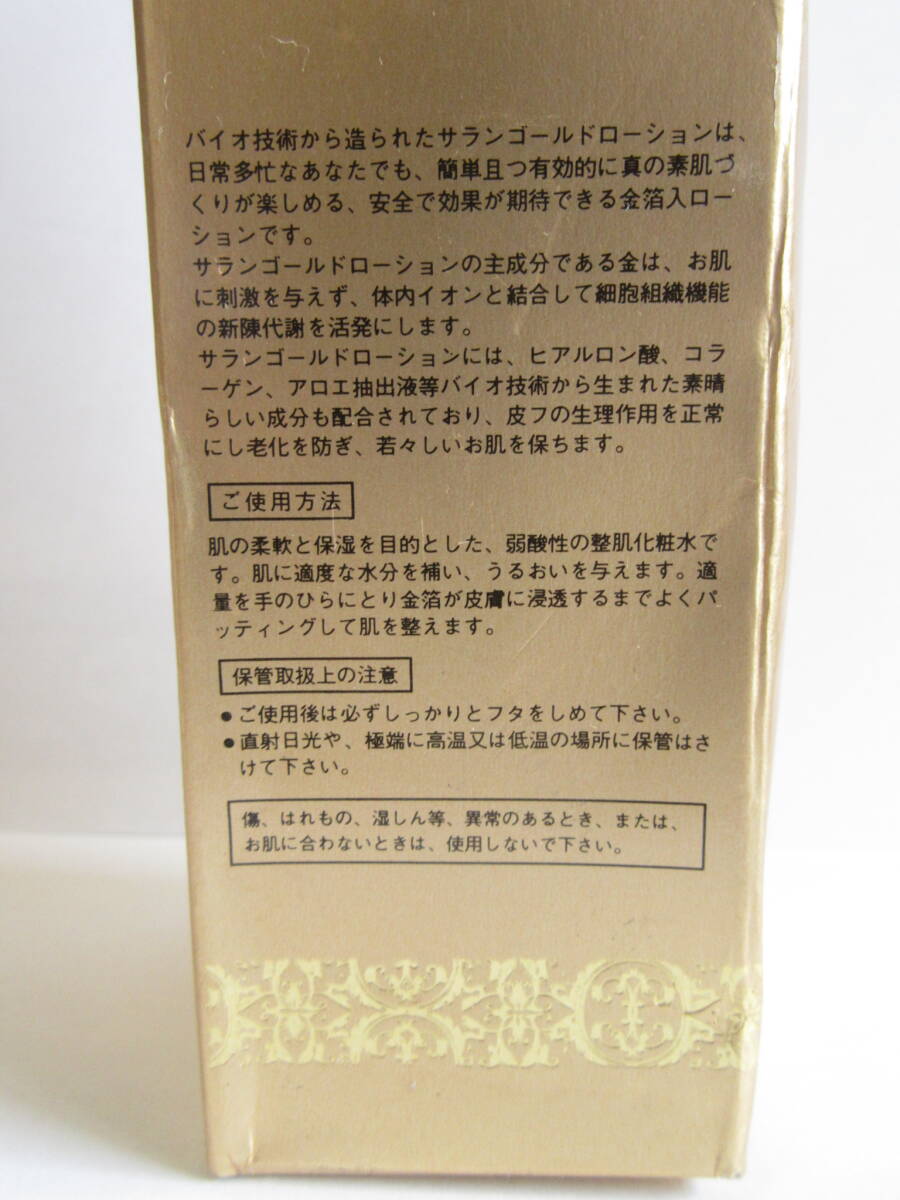 バイオ技術から造られたサランゴールドローションは、
日常多忙なあなたでも、簡単且つ有効的に真の素肌づ
くりが楽しめる、安全で効果が期待できる金箔入ロー
ションです。
サランゴールドローションの主成分である金は、お肌
に刺激を与えず、体内イオンと結合して細胞組織機能
の新陳代謝を活発にします。
サランゴールドローションには、ヒアルロン酸、コラ
ーゲン、アロエ抽出液等バイオ技術から生まれた素晴
らしい成分も配合されており、皮フの生理作用を正常
にし老化を防ぎ、若々しいお肌を保ちます。
ご使用方法
肌の柔軟と保湿を目的とした、弱酸性の整肌化粧水で
す。肌に適度な水分を補い、うるおいを与えます。適
量を手のひらにとり金箔が皮膚に浸透するまでよくパ
ッティングして肌を整えます。
保管取扱上の注意
●ご使用後は必ずしっかりとフタをしめて下さい。
●直射日光や、極端に高温又は低温の場所に保管はさ
けて下さい。
傷、はれもの、湿しん等、異常のあるとき、または、
お肌に合わないときは、使用しないで下さい。